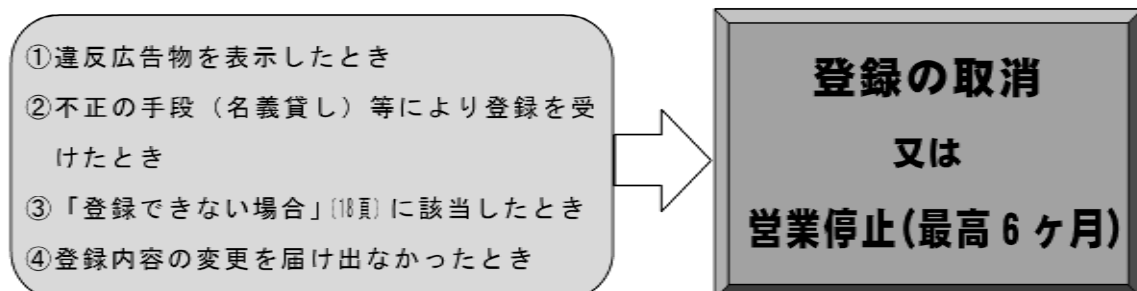 ①違反広告物を表示したとき
②不正の手段（名義貸し）等により登録を受
けたとき
③「登録できない場合」(18頁)に該当したとき
④登録内容の変更を届け出なかったとき
登録の取消
又は
営業停止(最高6ヶ月)